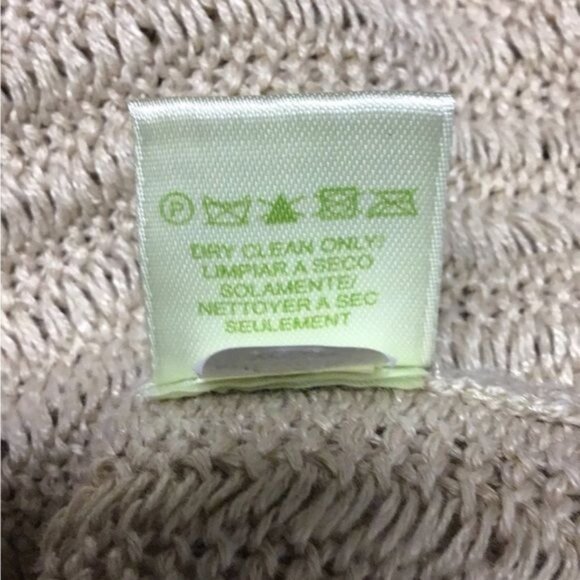 P
DRY CLEAN ONLY/
LIMPIAR A SECO
SOLAMENTE/
NETTOYER A SEC
SEULEMENT